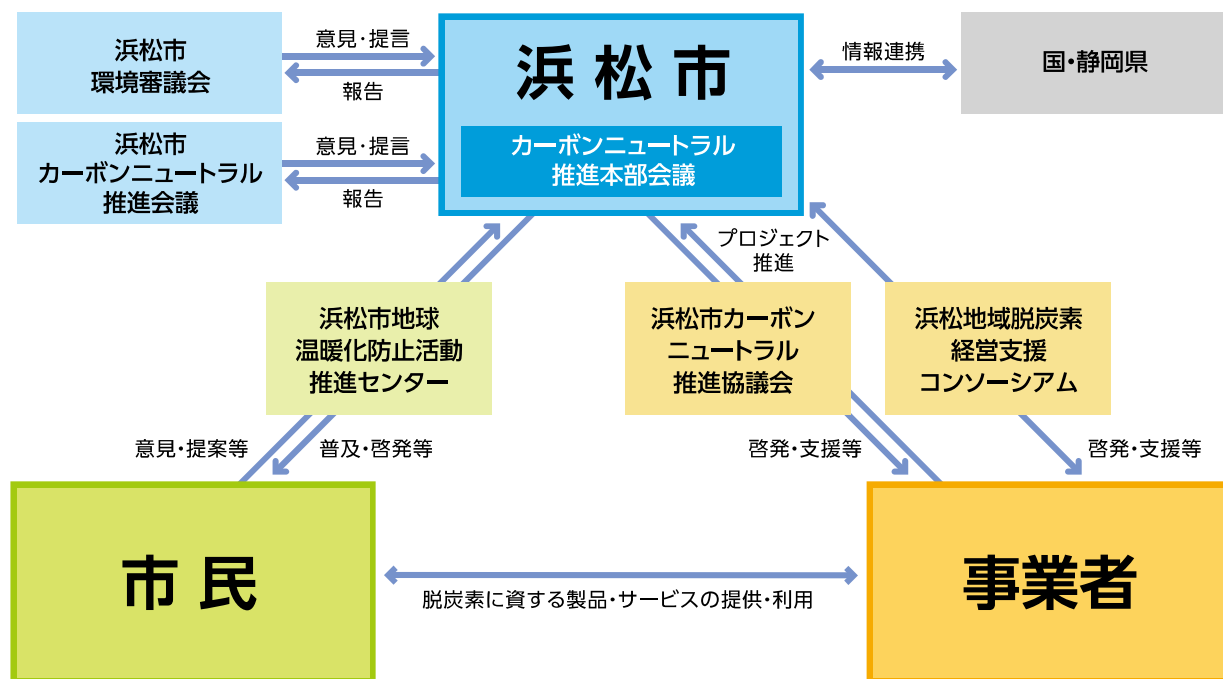 浜松市
環境審議会
意見・提言
報告
浜松市
カーボンニュートラル
推進本部会議
情報連携
国・静岡県
浜松市
カーボンニュートラル
推進会議
意見・提言
報告
プロジェクト
推進
浜松市地球
温暖化防止活動
推進センター
浜松市カーボン
ニュートラル
推進協議会
浜松地域脱炭素
経営支援
コンソーシアム
意見・提案等
普及・啓発等
啓発・支援等
啓発・支援等
市民
脱炭素に資する製品・サービスの提供・利用
事業者